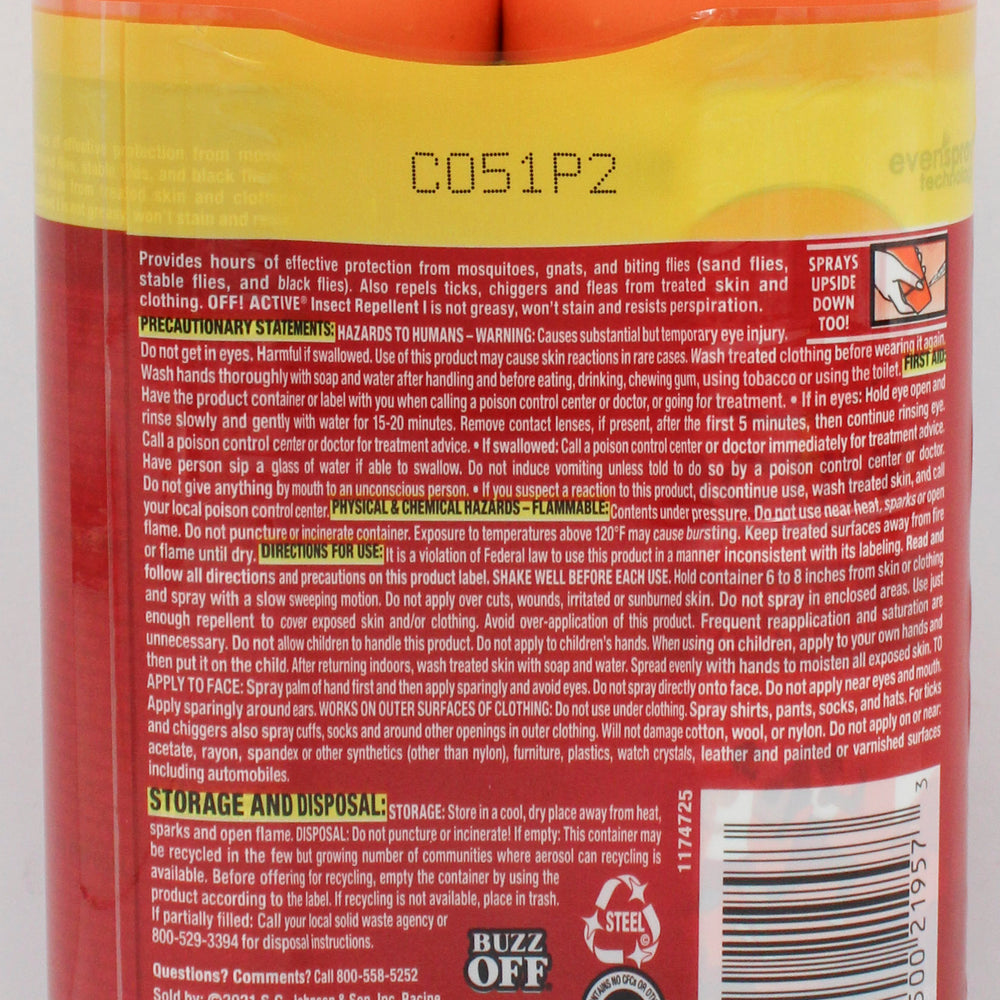 C051P2
evenspray
technology
Provides hours of effective protection from mosquitoes, gnats, and biting flies (sand flies,
stable flies, and black flies). Also repels ticks, chiggers and fleas from treated skin and
clothing. OFF! ACTIVE® Insect Repellent I is not greasy, won't stain and resists perspiration.
SPRAYS
UPSIDE
DOWN
TOO!
PRECAUTIONARY STATEMENTS: HAZARDS TO HUMANS – WARNING: Causes substantial but temporary eye injury.
Do not get in eyes. Harmful if swallowed. Use of this product may cause skin reactions in rare cases. Wash treated clothing before wearing it again.
Wash hands thoroughly with soap and water after handling and before eating, drinking, chewing gum, using tobacco or using the toilet. FIRST AID:
Have the product container or label with you when calling a poison control center or doctor, or going for treatment. • If in eyes: Hold eye open and
rinse slowly and gently with water for 15-20 minutes. Remove contact lenses, if present, after the first 5 minutes, then continue rinsing eye.
Call a poison control center or doctor for treatment advice. • If swallowed: Call a poison control center or doctor immediately for treatment advice.
Have person sip a glass of water if able to swallow. Do not induce vomiting unless told to do so by a poison control center or doctor.
Do not give anything by mouth to an unconscious person. • If you suspect a reaction to this product, discontinue use, wash treated skin, and call
your local poison control center. PHYSICAL & CHEMICAL HAZARDS – FLAMMABLE: Contents under pressure. Do not use near heat, sparks or open
flame. Do not puncture or incinerate container. Exposure to temperatures above 120°F may cause bursting. Keep treated surfaces away from fire
or flame until dry. DIRECTIONS FOR USE: It is a violation of Federal law to use this product in a manner inconsistent with its labeling. Read and
follow all directions and precautions on this product label. SHAKE WELL BEFORE EACH USE. Hold container 6 to 8 inches from skin or clothing
and spray with a slow sweeping motion. Do not apply over cuts, wounds, irritated or sunburned skin. Do not spray in enclosed areas. Use just
enough repellent to cover exposed skin and/or clothing. Avoid over-application of this product. Frequent reapplication and saturation are
unnecessary. Do not allow children to handle this product. Do not apply to children's hands. When using on children, apply to your own hands and
then put it on the child. After returning indoors, wash treated skin with soap and water. Spread evenly with hands to moisten all exposed skin. TO
APPLY TO FACE: Spray palm of hand first and then apply sparingly and avoid eyes. Do not spray directly onto face. Do not apply near eyes and mouth.
Apply sparingly around ears. WORKS ON OUTER SURFACES OF CLOTHING: Do not use under clothing. Spray shirts, pants, socks, and hats. For ticks
and chiggers also spray cuffs, socks and around other openings in outer clothing. Will not damage cotton, wool, or nylon. Do not apply on or near:
acetate, rayon, spandex or other synthetics (other than nylon), furniture, plastics, watch crystals, leather and painted or varnished surfaces
including automobiles.
STORAGE AND DISPOSAL: STORAGE: Store in a cool, dry place away from heat,
sparks and open flame. DISPOSAL: Do not puncture or incinerate! If empty: This container may
be recycled in the few but growing number of communities where aerosol can recycling is
available. Before offering for recycling, empty the container by using the
product according to the label. If recycling is not available, place in trash.
If partially filled: Call your local solid waste agency or
800-529-3394 for disposal instructions.
Questions? Comments? Call 800-558-5252
Sold by: ©2021 S.C. Johnson & Son, Inc. Racine
BUZZ
OFF
STEEL
CONTAINS NO CFCs OR
1174725
00 21957 3